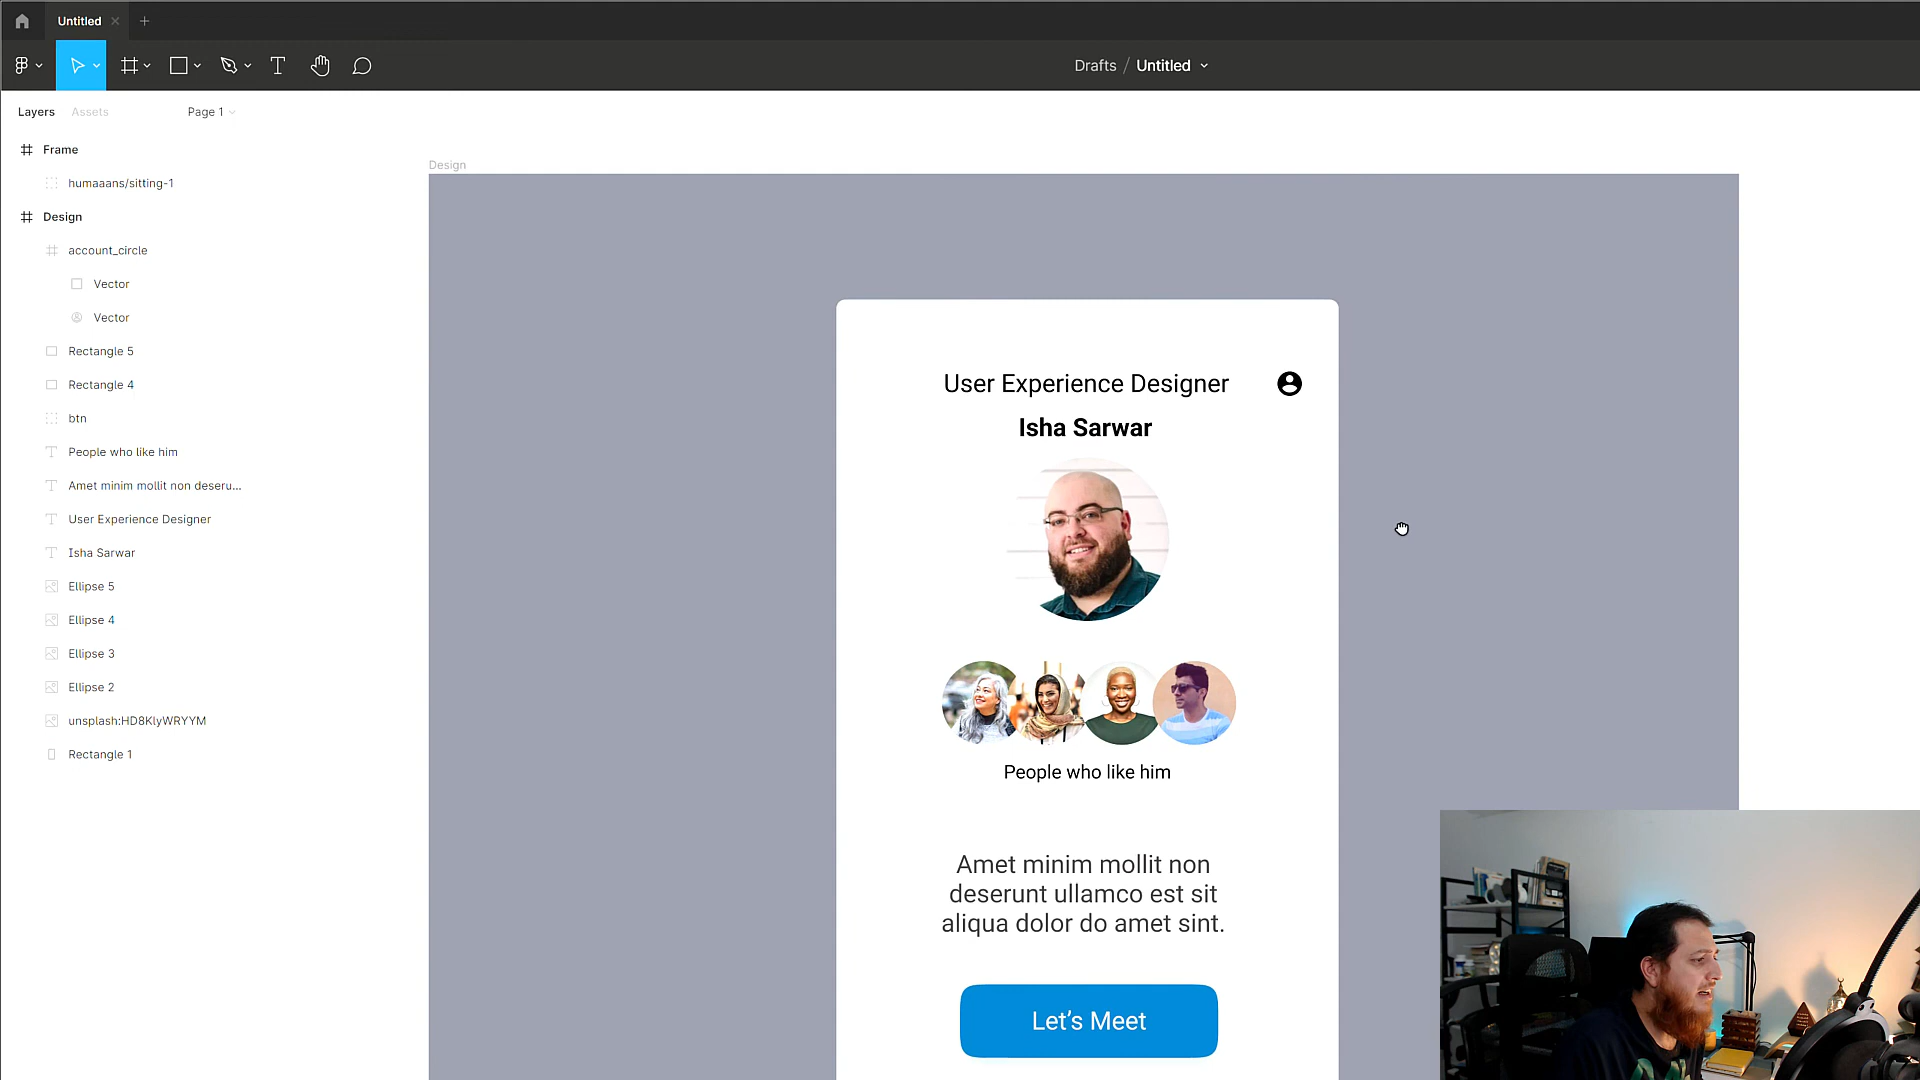 Untitled
Drafts / Untitled
Layers
Assets
Page 1
Frame
humaaans/sitting-1
Design
account_circle
Vector
Vector
Rectangle 5
Rectangle 4
btn
People who like him
Amet minim mollit non deseru...
User Experience Designer
Isha Sarwar
Ellipse 5
Ellipse 4
Ellipse 3
Ellipse 2
unsplash:HD8KlyWRYYM
Rectangle 1
Design
User Experience Designer
Isha Sarwar
People who like him
Amet minim mollit non
deserunt ullamco est sit
aliqua dolor do amet sint.
Let’s Meet